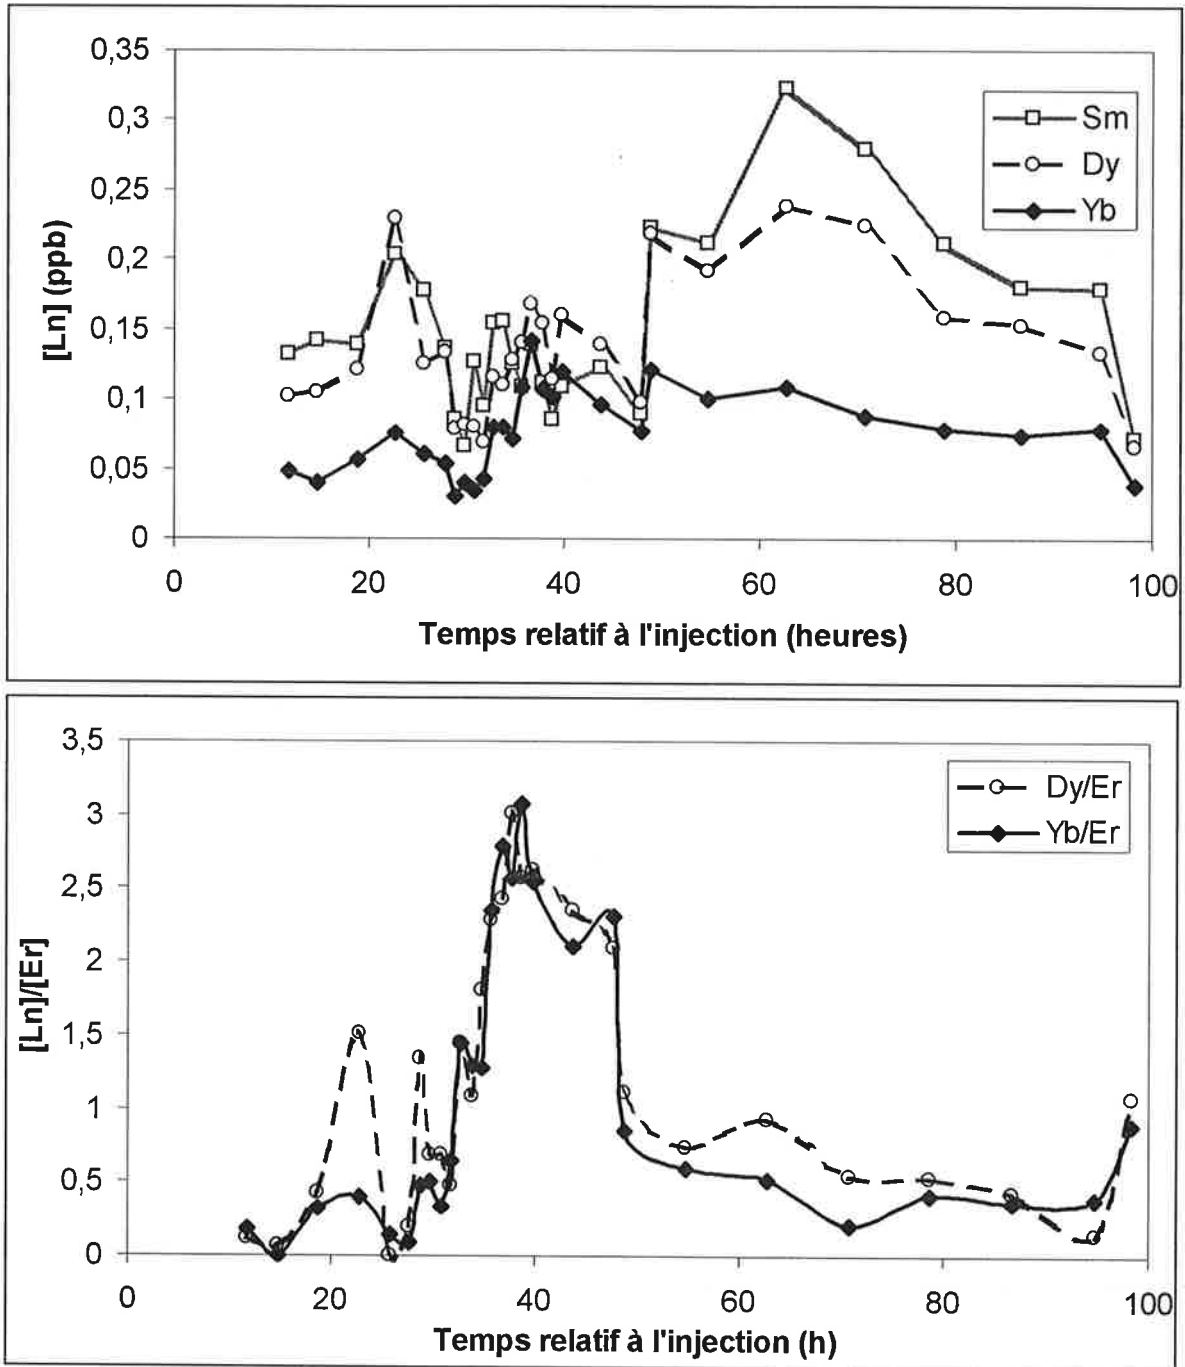 0,35
0,3
0,25
0,2
0,15
0,1
0,05
0
[Ln] (ppb)
Sm
Dy
Yb
0 20 40 60 80 100
Temps relatif à l'injection (heures)
3,5
3
2,5
2
1,5
1
0,5
0
[Ln]/[Er]
Dy/Er
Yb/Er
0 20 40 60 80 100
Temps relatif à l'injection (h)